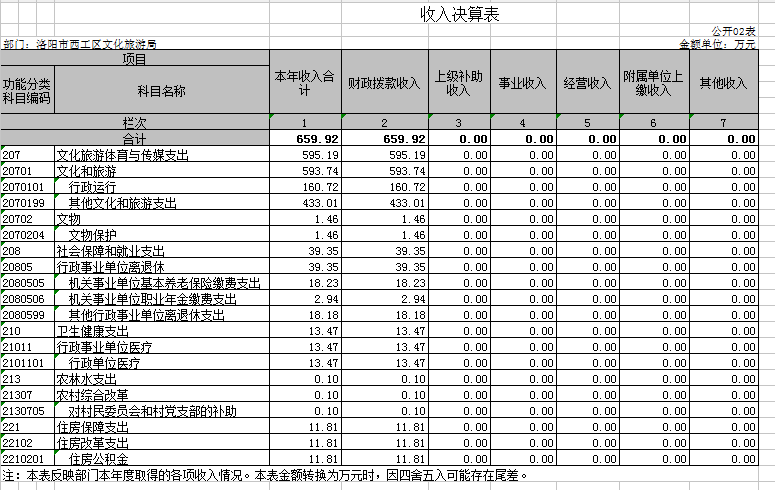 收入决算表
公开02表
部门：洛阳市西工区文化旅游局 金额单位：万元
项目 本年收入合计 财政拨款收入 上级补助收入 事业收入 经营收入 附属单位上缴收入 其他收入
功能分类科目编码 科目名称
栏次 1 2 3 4 5 6 7
合计 659.92 659.92 0.00 0.00 0.00 0.00 0.00
207 文化旅游体育与传媒支出 595.19 595.19 0.00 0.00 0.00 0.00 0.00
20701 文化和旅游 593.74 593.74 0.00 0.00 0.00 0.00 0.00
2070101 行政运行 160.72 160.72 0.00 0.00 0.00 0.00 0.00
2070199 其他文化和旅游支出 433.01 433.01 0.00 0.00 0.00 0.00 0.00
20702 文物 1.46 1.46 0.00 0.00 0.00 0.00 0.00
2070204 文物保护 1.46 1.46 0.00 0.00 0.00 0.00 0.00
208 社会保障和就业支出 39.35 39.35 0.00 0.00 0.00 0.00 0.00
20805 行政事业单位离退休 39.35 39.35 0.00 0.00 0.00 0.00 0.00
2080505 机关事业单位基本养老保险缴费支出 18.23 18.23 0.00 0.00 0.00 0.00 0.00
2080506 机关事业单位职业年金缴费支出 2.94 2.94 0.00 0.00 0.00 0.00 0.00
2080599 其他行政事业单位离退休支出 18.18 18.18 0.00 0.00 0.00 0.00 0.00
210 卫生健康支出 13.47 13.47 0.00 0.00 0.00 0.00 0.00
21011 行政事业单位医疗 13.47 13.47 0.00 0.00 0.00 0.00 0.00
2101101 行政单位医疗 13.47 13.47 0.00 0.00 0.00 0.00 0.00
213 农林水支出 0.10 0.10 0.00 0.00 0.00 0.00 0.00
21307 农村综合改革 0.10 0.10 0.00 0.00 0.00 0.00 0.00
2130705 对村民委员会和村党支部的补助 0.10 0.10 0.00 0.00 0.00 0.00 0.00
221 住房保障支出 11.81 11.81 0.00 0.00 0.00 0.00 0.00
22102 住房改革支出 11.81 11.81 0.00 0.00 0.00 0.00 0.00
2210201 住房公积金 11.81 11.81 0.00 0.00 0.00 0.00 0.00
注：本表反映部门本年度取得的各项收入情况。本表金额转换为万元时，因四舍五入可能存在尾差。